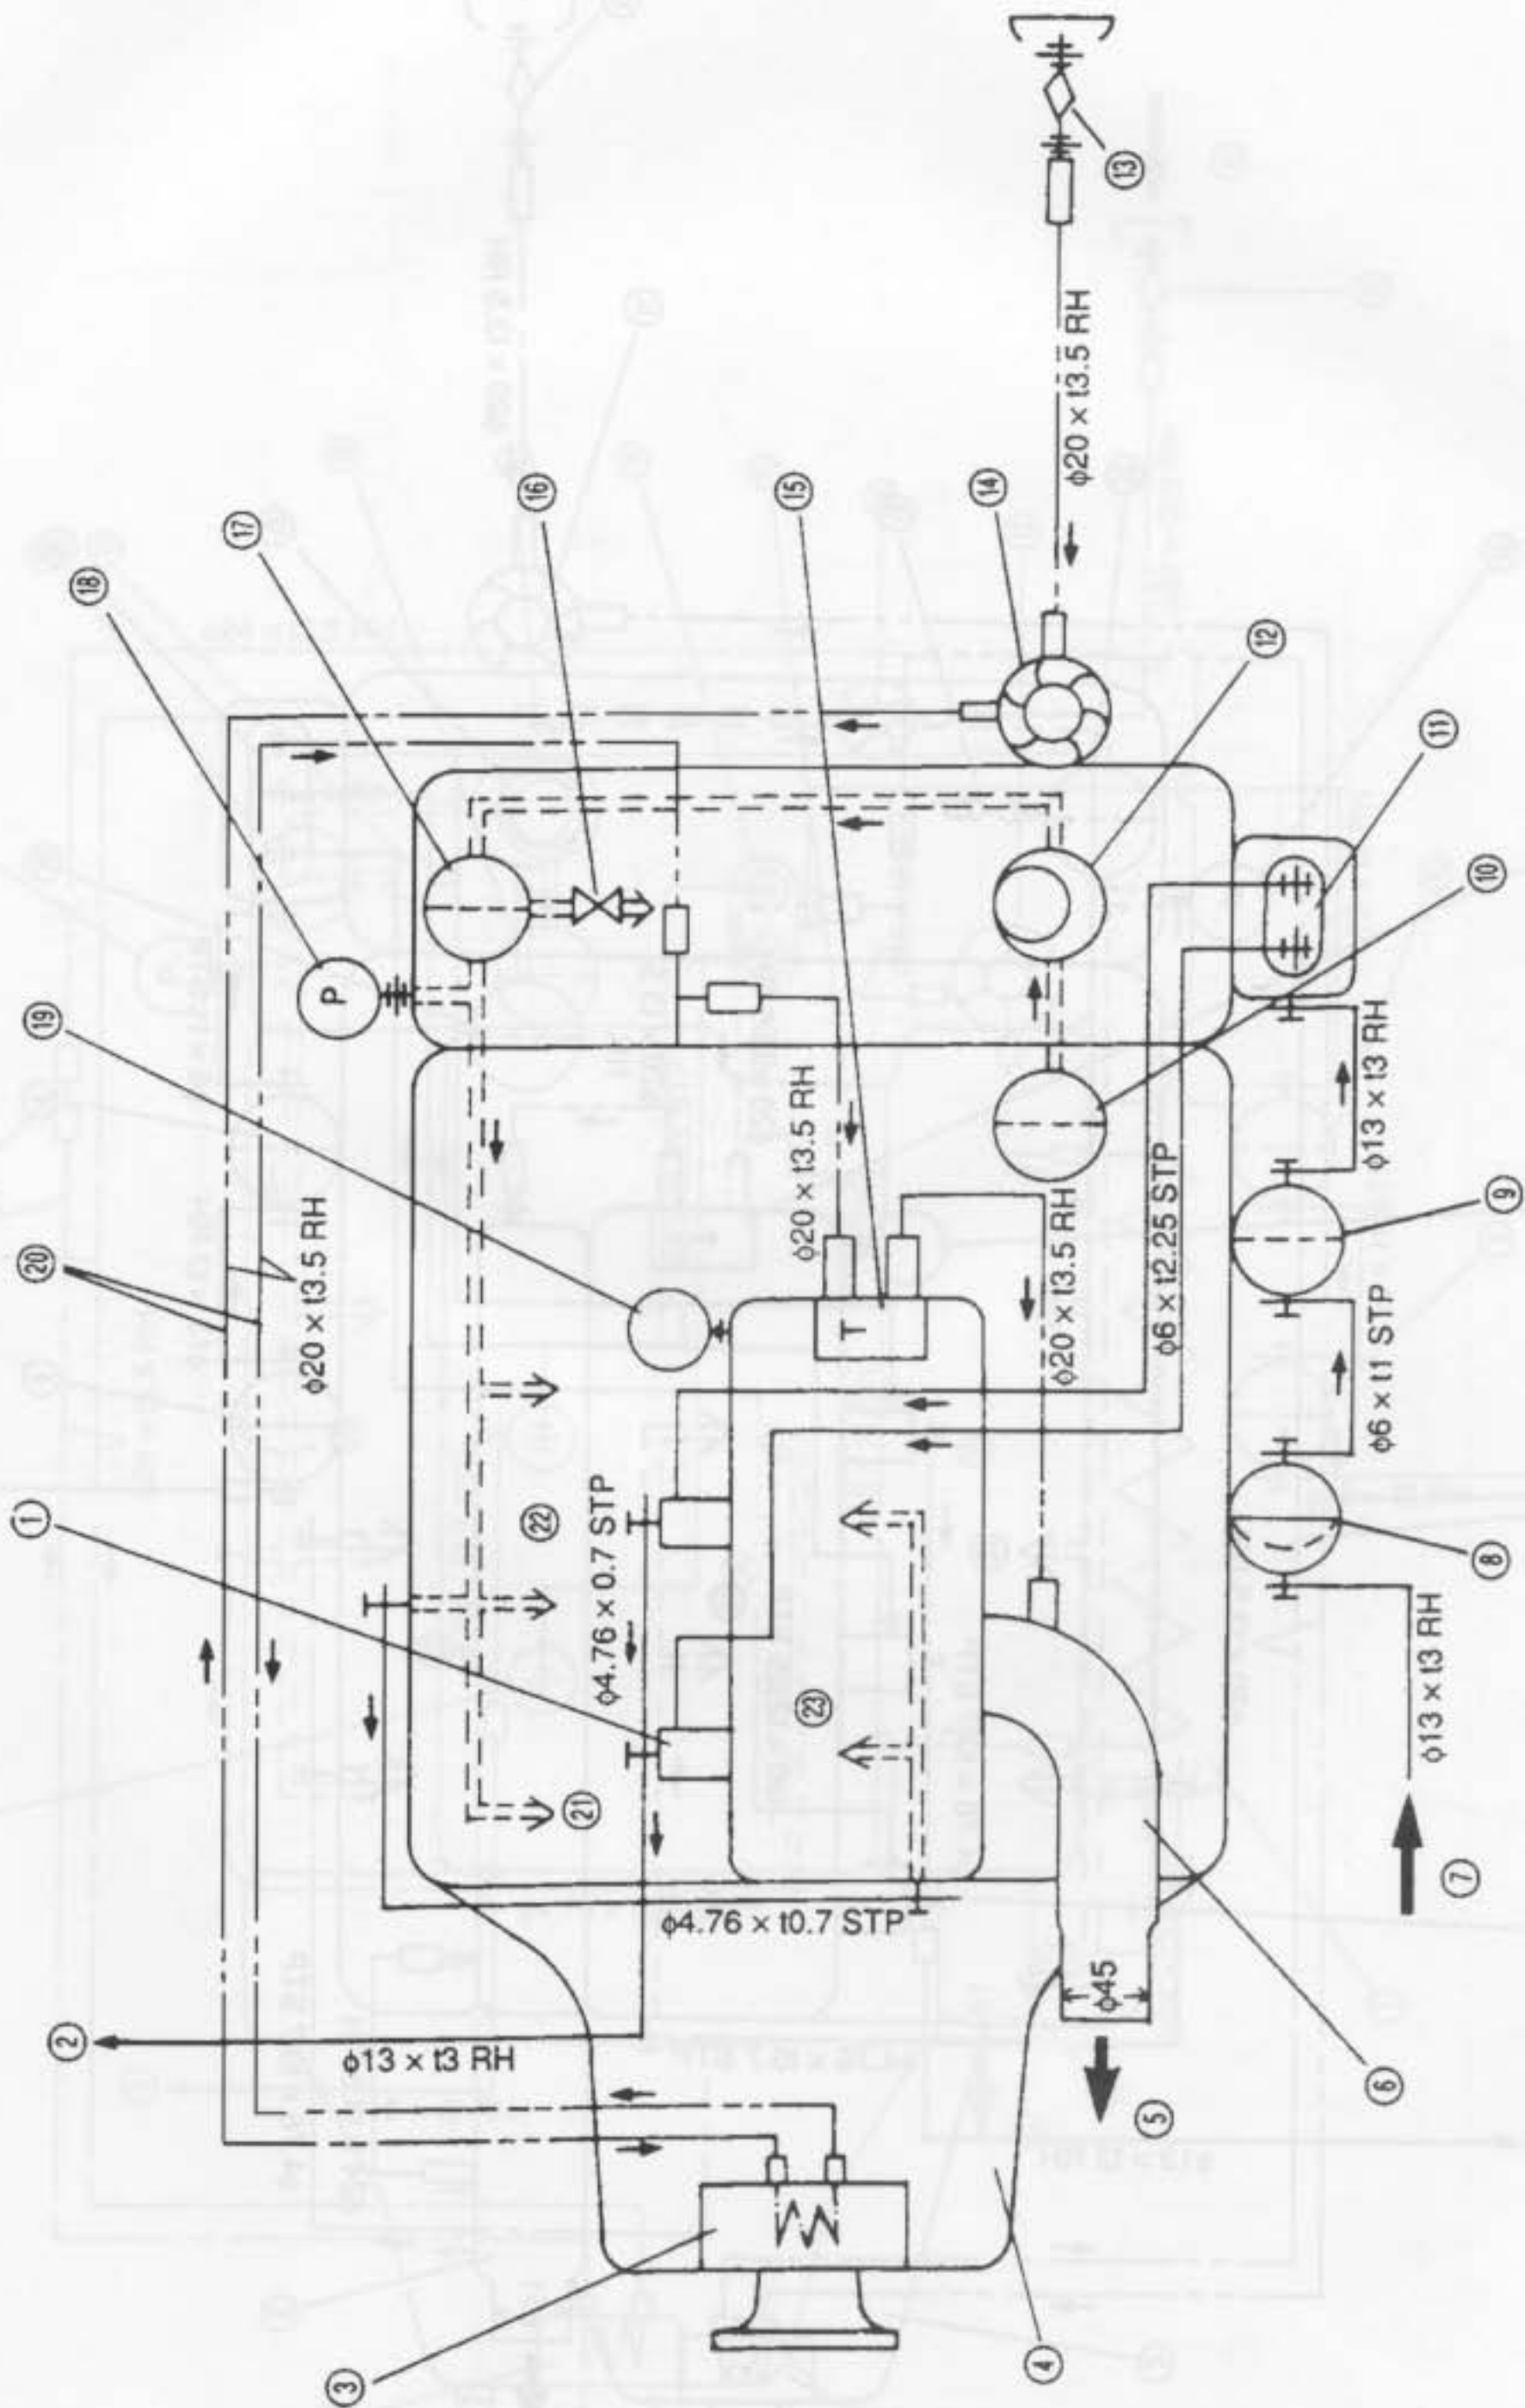 ①
②
③
④
⑤
⑥
⑦
⑧
⑨
⑩
⑪
⑫
⑬
⑭
⑮
⑯
⑰
⑱
⑲
⑳
㉑
㉒
㉓
P
T
φ20 × t3.5 RH
φ20 × t3.5 RH
φ20 × t3.5 RH
φ20 × t3.5 RH
φ4.76 × 0.7 STP
φ4.76 × t0.7 STP
φ13 × t3 RH
φ6 × t2.25 STP
φ13 × t3 RH
φ6 × t1 STP
φ13 × t3 RH
φ45